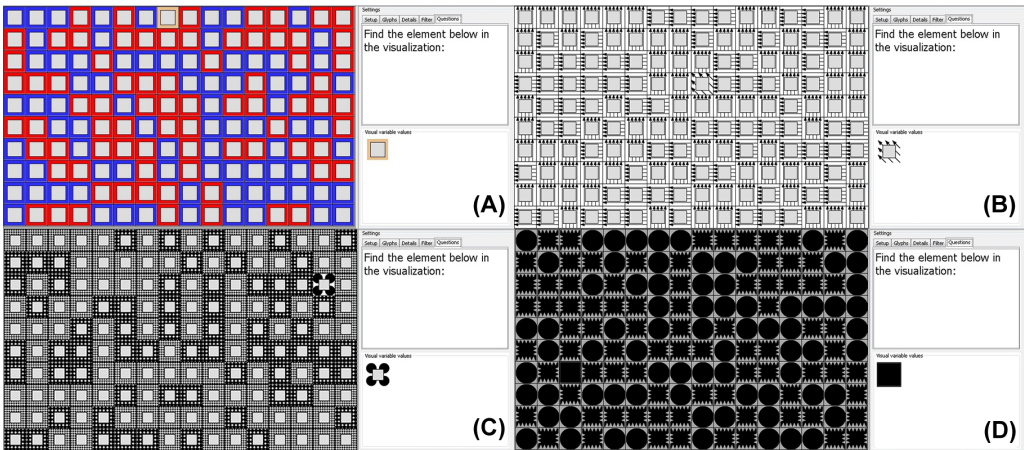 Settings
Setup Glyphs Details Filter Questions
Find the element below in
the visualization:
Visual variable values
(A)
Settings
Setup Glyphs Details Filter Questions
Find the element below in
the visualization:
Visual variable values
(B)
Settings
Setup Glyphs Details Filter Questions
Find the element below in
the visualization:
Visual variable values
(C)
Settings
Setup Glyphs Details Filter Questions
Find the element below in
the visualization:
Visual variable values
(D)